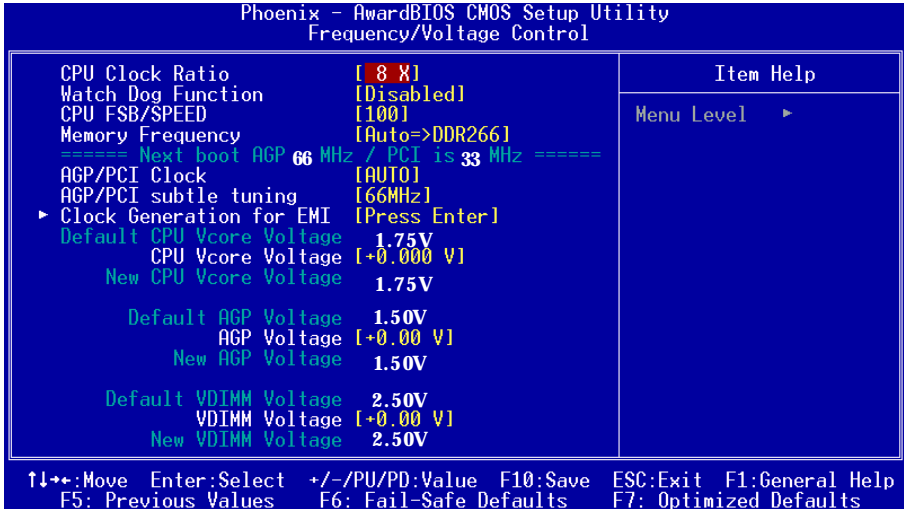 Phoenix - AwardBIOS CMOS Setup Utility
Frequency/Voltage Control
CPU Clock Ratio [ 8 X]
Watch Dog Function [Disabled]
CPU FSB/SPEED [100]
Memory Frequency [Auto=>DDR266]
====== Next boot AGP 66 MHz / PCI is 33 MHz ======
AGP/PCI Clock [AUTO]
AGP/PCI subtle tuning [66MHz]
► Clock Generation for EMI [Press Enter]
Default CPU Vcore Voltage 1.75V
CPU Vcore Voltage [+0.000 V]
New CPU Vcore Voltage 1.75V
Default AGP Voltage 1.50V
AGP Voltage [+0.00 V]
New AGP Voltage 1.50V
Default VDIMM Voltage 2.50V
VDIMM Voltage [+0.00 V]
New VDIMM Voltage 2.50V
Item Help
Menu Level ►
↑↓→←:Move Enter:Select +/-/PU/PD:Value F10:Save ESC:Exit F1:General Help
F5: Previous Values F6: Fail-Safe Defaults F7: Optimized Defaults